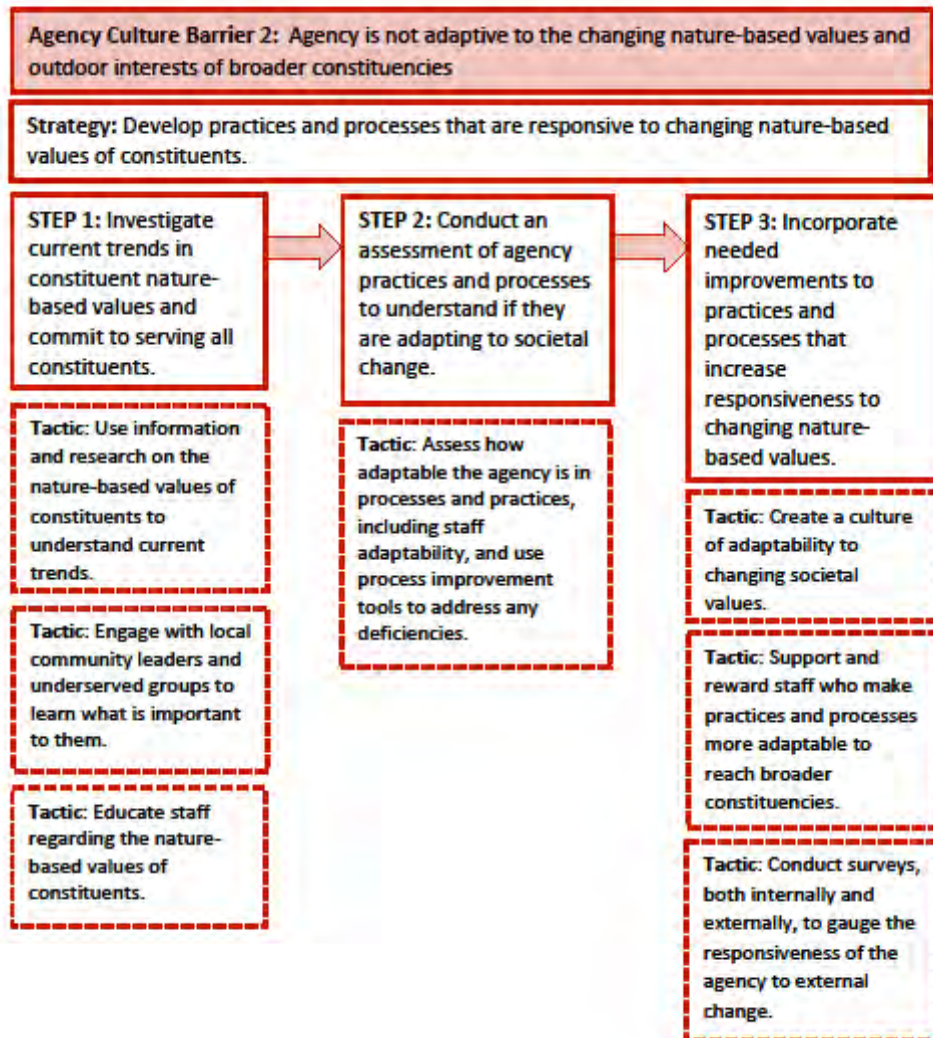 Agency Culture Barrier 2: Agency is not adaptive to the changing nature-based values and
outdoor interests of broader constituencies
Strategy: Develop practices and processes that are responsive to changing nature-based
values of constituents.
STEP 1: Investigate
current trends in
constituent nature-
based values and
commit to serving all
constituents.
Tactic: Use information
and research on the
nature-based values of
constituents to
understand current
trends.
Tactic: Engage with local
community leaders and
underserved groups to
learn what is important
to them.
Tactic: Educate staff
regarding the nature-
based values of
constituents.
STEP 2: Conduct an
assessment of agency
practices and processes
to understand if they
are adapting to societal
change.
Tactic: Assess how
adaptable the agency is in
processes and practices,
including staff
adaptability, and use
process improvement
tools to address any
deficiencies.
STEP 3: Incorporate
needed
improvements to
practices and
processes that
increase
responsiveness to
changing nature-
based values.
Tactic: Create a culture
of adaptability to
changing societal
values.
Tactic: Support and
reward staff who make
practices and processes
more adaptable to
reach broader
constituencies.
Tactic: Conduct surveys,
both internally and
externally, to gauge the
responsiveness of the
agency to external
change.